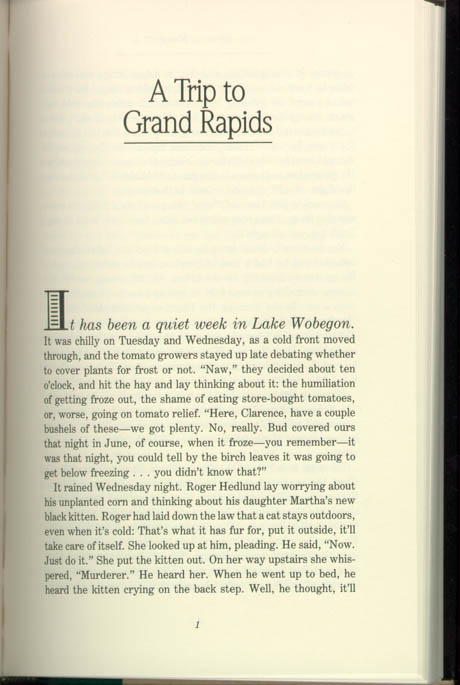 A Trip to
Grand Rapids
It has been a quiet week in Lake Wobegon.
It was chilly on Tuesday and Wednesday, as a cold front moved
through, and the tomato growers stayed up late debating whether
to cover plants for frost or not. “Naw,” they decided about ten
o’clock, and hit the hay and lay thinking about it: the humiliation
of getting froze out, the shame of eating store-bought tomatoes,
or, worse, going on tomato relief. “Here, Clarence, have a couple
bushels of these—we got plenty. No, really. Bud covered ours
that night in June, of course, when it froze—you remember—it
was that night, you could tell by the birch leaves it was going to
get below freezing . . . you didn’t know that?”
It rained Wednesday night. Roger Hedlund lay worrying about
his unplanted corn and thinking about his daughter Martha’s new
black kitten. Roger had laid down the law that a cat stays outdoors,
even when it’s cold: That’s what it has fur for, put it outside, it’ll
take care of itself. She looked up at him, pleading. He said, “Now.
Just do it.” She put the kitten out. On her way upstairs she whis-
pered, “Murderer.” He heard her. When he went up to bed, he
heard the kitten crying on the back step. Well, he thought, it’ll
1